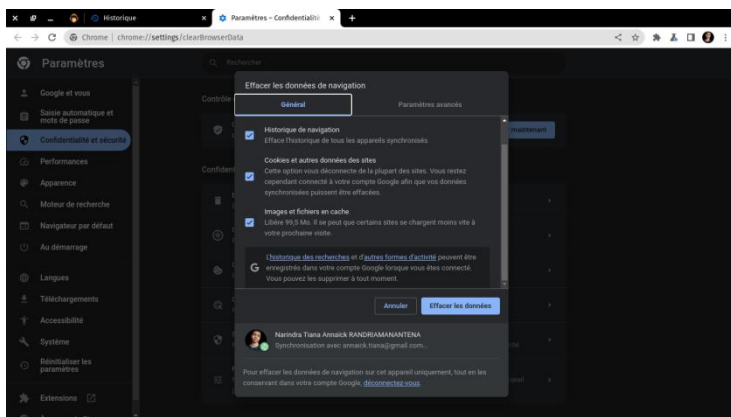 Historique
Paramètres – Confidentialité
Chrome | chrome://settings/clearBrowserData
Paramètres
Rechercher
Google et vous
Saisie automatique et
mots de passe
Confidentialité et sécurité
Performances
Apparence
Moteur de recherche
Navigateur par défaut
Au démarrage
Langues
Téléchargements
Accessibilité
Système
Réinitialiser les
paramètres
Extensions
Contrôle
maintenant
Confident
Effacer les données de navigation
Général
Paramètres avancés
Historique de navigation
Efface l'historique de tous les appareils synchronisés
Cookies et autres données des sites
Cette option vous déconnecte de la plupart des sites. Vous restez
cependant connecté à votre compte Google afin que vos données
synchronisées puissent être effacées.
Images et fichiers en cache
Libère 99,5 Mo. Il se peut que certains sites se chargent moins vite à
votre prochaine visite.
L'historique des recherches et d'autres formes d'activité peuvent être
enregistrés dans votre compte Google lorsque vous êtes connecté.
Vous pouvez les supprimer à tout moment.
Annuler
Effacer les données
Narindra Tiana Annaick RANDRIAMANANTENA
Synchronisation avec annaick.tiana@gmail.com...
Pour effacer les données de navigation sur cet appareil uniquement, tout en les
conservant dans votre compte Google, déconnectez-vous.